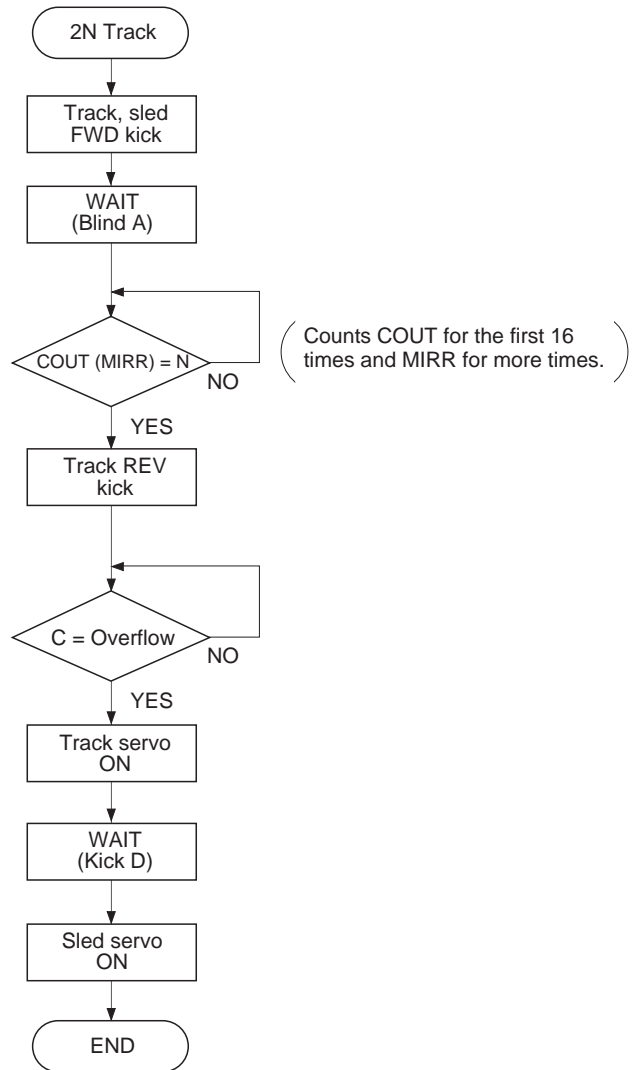 2N Track
Track, sled
FWD kick
WAIT
(Blind A)
COUT (MIRR) = N
NO
Counts COUT for the first 16
times and MIRR for more times.
YES
Track REV
kick
C = Overflow
NO
YES
Track servo
ON
WAIT
(Kick D)
Sled servo
ON
END